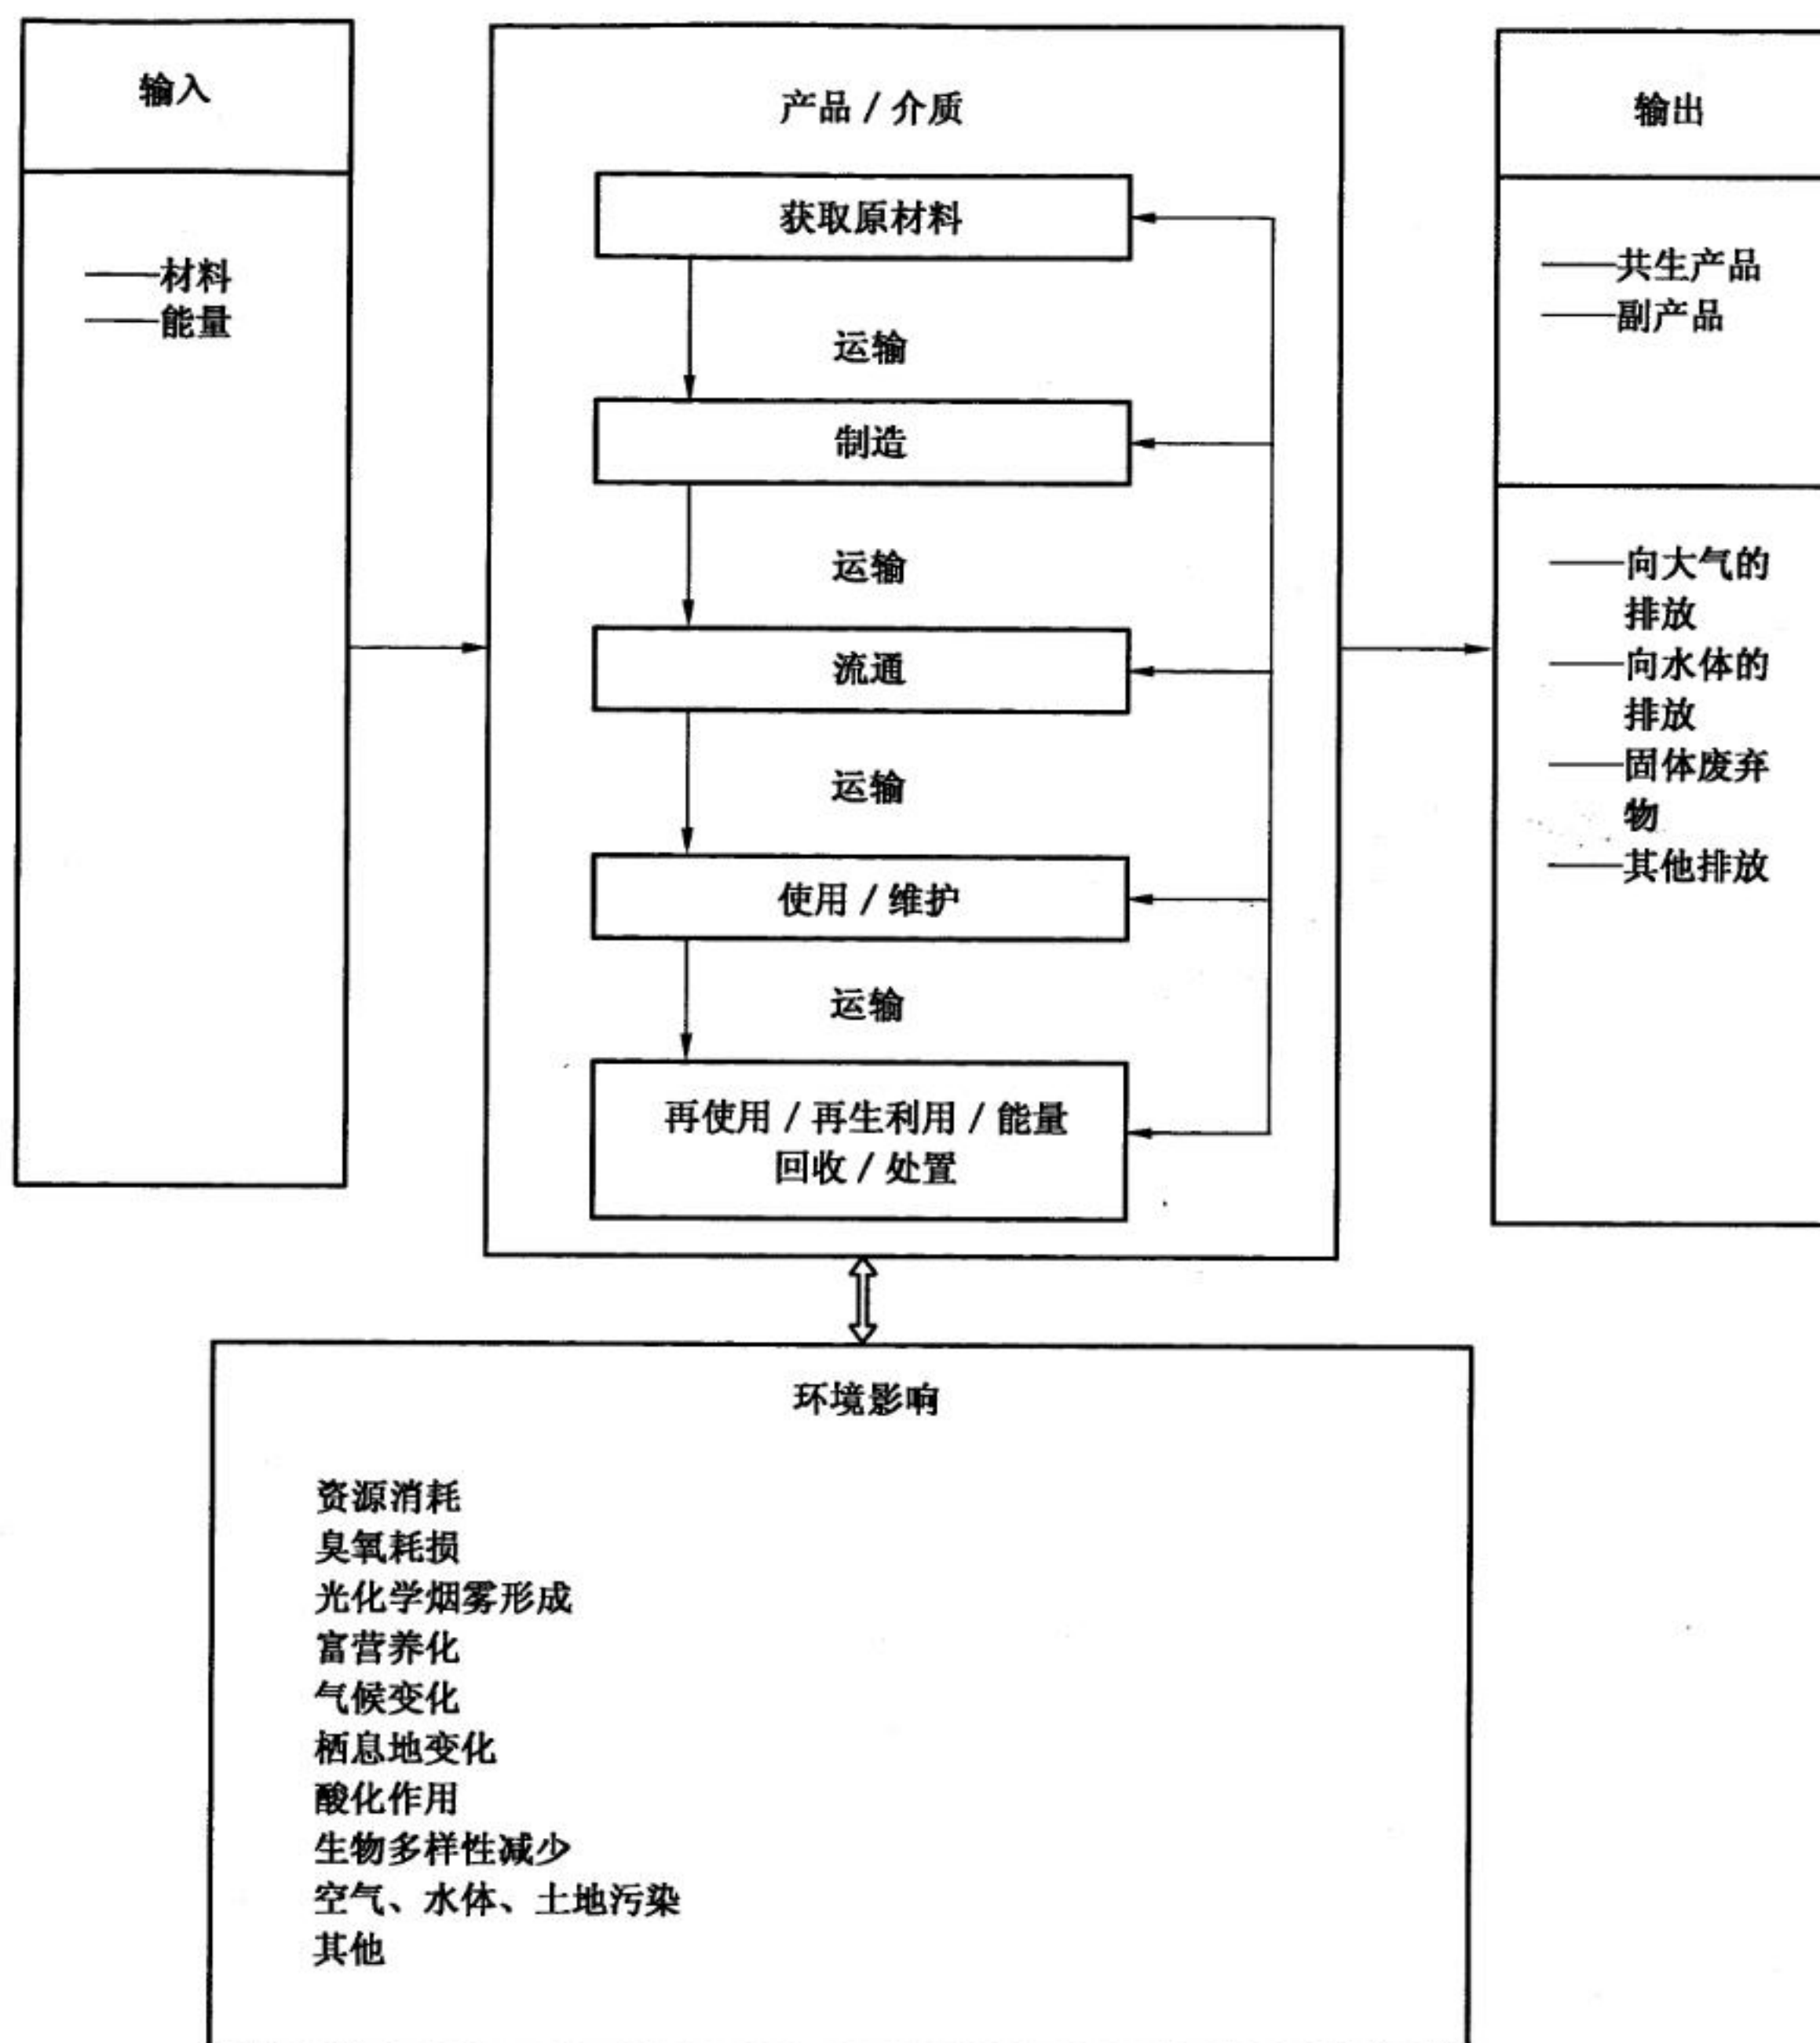 输入
——材料
——能量
产品/介质
获取原材料
运输
制造
运输
流通
运输
使用/维护
运输
再使用/再生利用/能量
回收/处置
输出
——共生产品
——副产品
——向大气的
排放
——向水体的
排放
——固体废弃
物
——其他排放
环境影响
资源消耗
臭氧耗损
光化学烟雾形成
富营养化
气候变化
栖息地变化
酸化作用
生物多样性减少
空气、水体、土地污染
其他